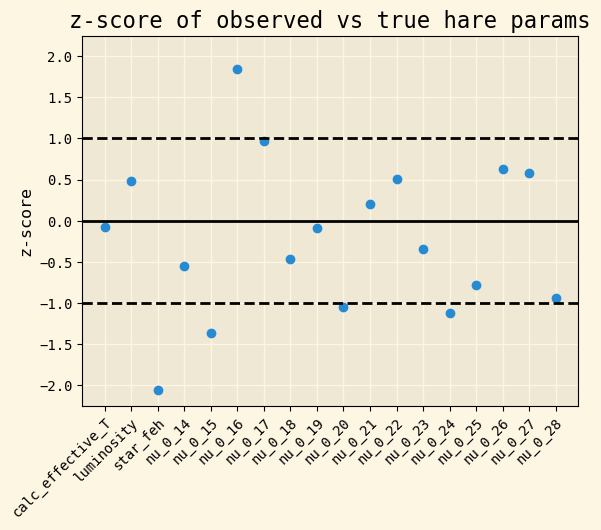 z-score of observed vs true hare params
z-score
2.0
1.5
1.0
0.5
0.0
−0.5
−1.0
−1.5
−2.0
calc_effective_T
luminosity
star_feh
nu_0_14
nu_0_15
nu_0_16
nu_0_17
nu_0_18
nu_0_19
nu_0_20
nu_0_21
nu_0_22
nu_0_23
nu_0_24
nu_0_25
nu_0_26
nu_0_27
nu_0_28